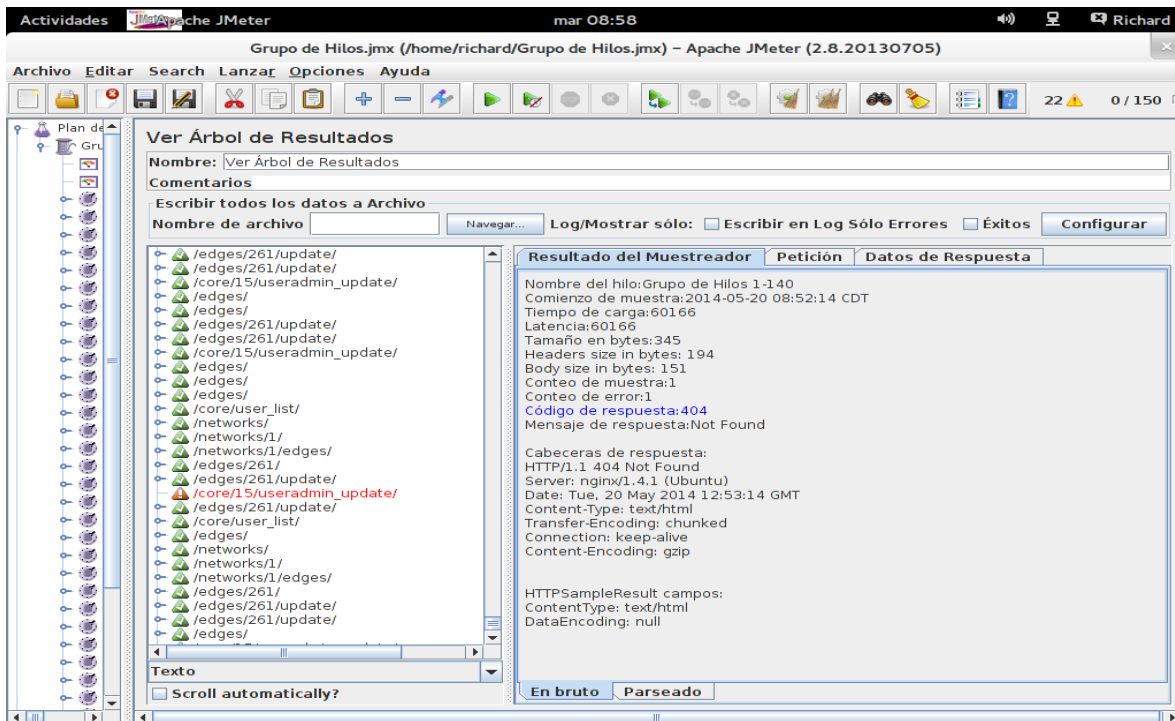 Actividades
Apache JMeter
mar 08:58
Richard
Grupo de Hilos.jmx (/home/richard/Grupo de Hilos.jmx) – Apache JMeter (2.8.20130705)
Archivo Editar Search Lanzar Opciones Ayuda
22
0 / 150
Plan de
Gru
Ver Árbol de Resultados
Nombre: Ver Árbol de Resultados
Comentarios
Escribir todos los datos a Archivo
Nombre de archivo
Navegar...
Log/Mostrar sólo:
Escribir en Log Sólo Errores
Éxitos
Configurar
/edges/261/update/
/edges/261/update/
/core/15/useradmin_update/
/edges/
/edges/
/edges/261/update/
/edges/261/update/
/core/15/useradmin_update/
/edges/
/edges/
/edges/
/core/user_list/
/networks/
/networks/1/
/networks/1/edges/
/edges/261/
/edges/261/update/
/core/15/useradmin_update/
/edges/261/update/
/core/user_list/
/edges/
/networks/
/networks/1/
/networks/1/edges/
/edges/261/
/edges/261/update/
/edges/261/update/
/edges/
Texto
Scroll automatically?
Resultado del Muestreador
Petición
Datos de Respuesta
Nombre del hilo:Grupo de Hilos 1-140
Comienzo de muestra:2014-05-20 08:52:14 CDT
Tiempo de carga:60166
Latencia:60166
Tamaño en bytes:345
Headers size in bytes: 194
Body size in bytes: 151
Conteo de muestra:1
Conteo de error:1
Código de respuesta:404
Mensaje de respuesta:Not Found
Cabeceras de respuesta:
HTTP/1.1 404 Not Found
Server: nginx/1.4.1 (Ubuntu)
Date: Tue, 20 May 2014 12:53:14 GMT
Content-Type: text/html
Transfer-Encoding: chunked
Connection: keep-alive
Content-Encoding: gzip
HTTPSampleResult campos:
ContentType: text/html
DataEncoding: null
En bruto
Parseado